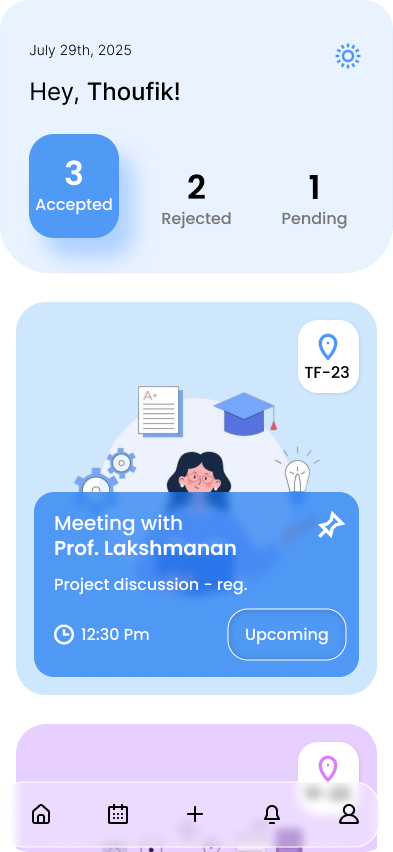 July 29th, 2025
Hey, Thoufik!
3
Accepted
2
Rejected
1
Pending
TF-23
A+
Meeting with
Prof. Lakshmanan
Project discussion - reg.
12:30 Pm
Upcoming